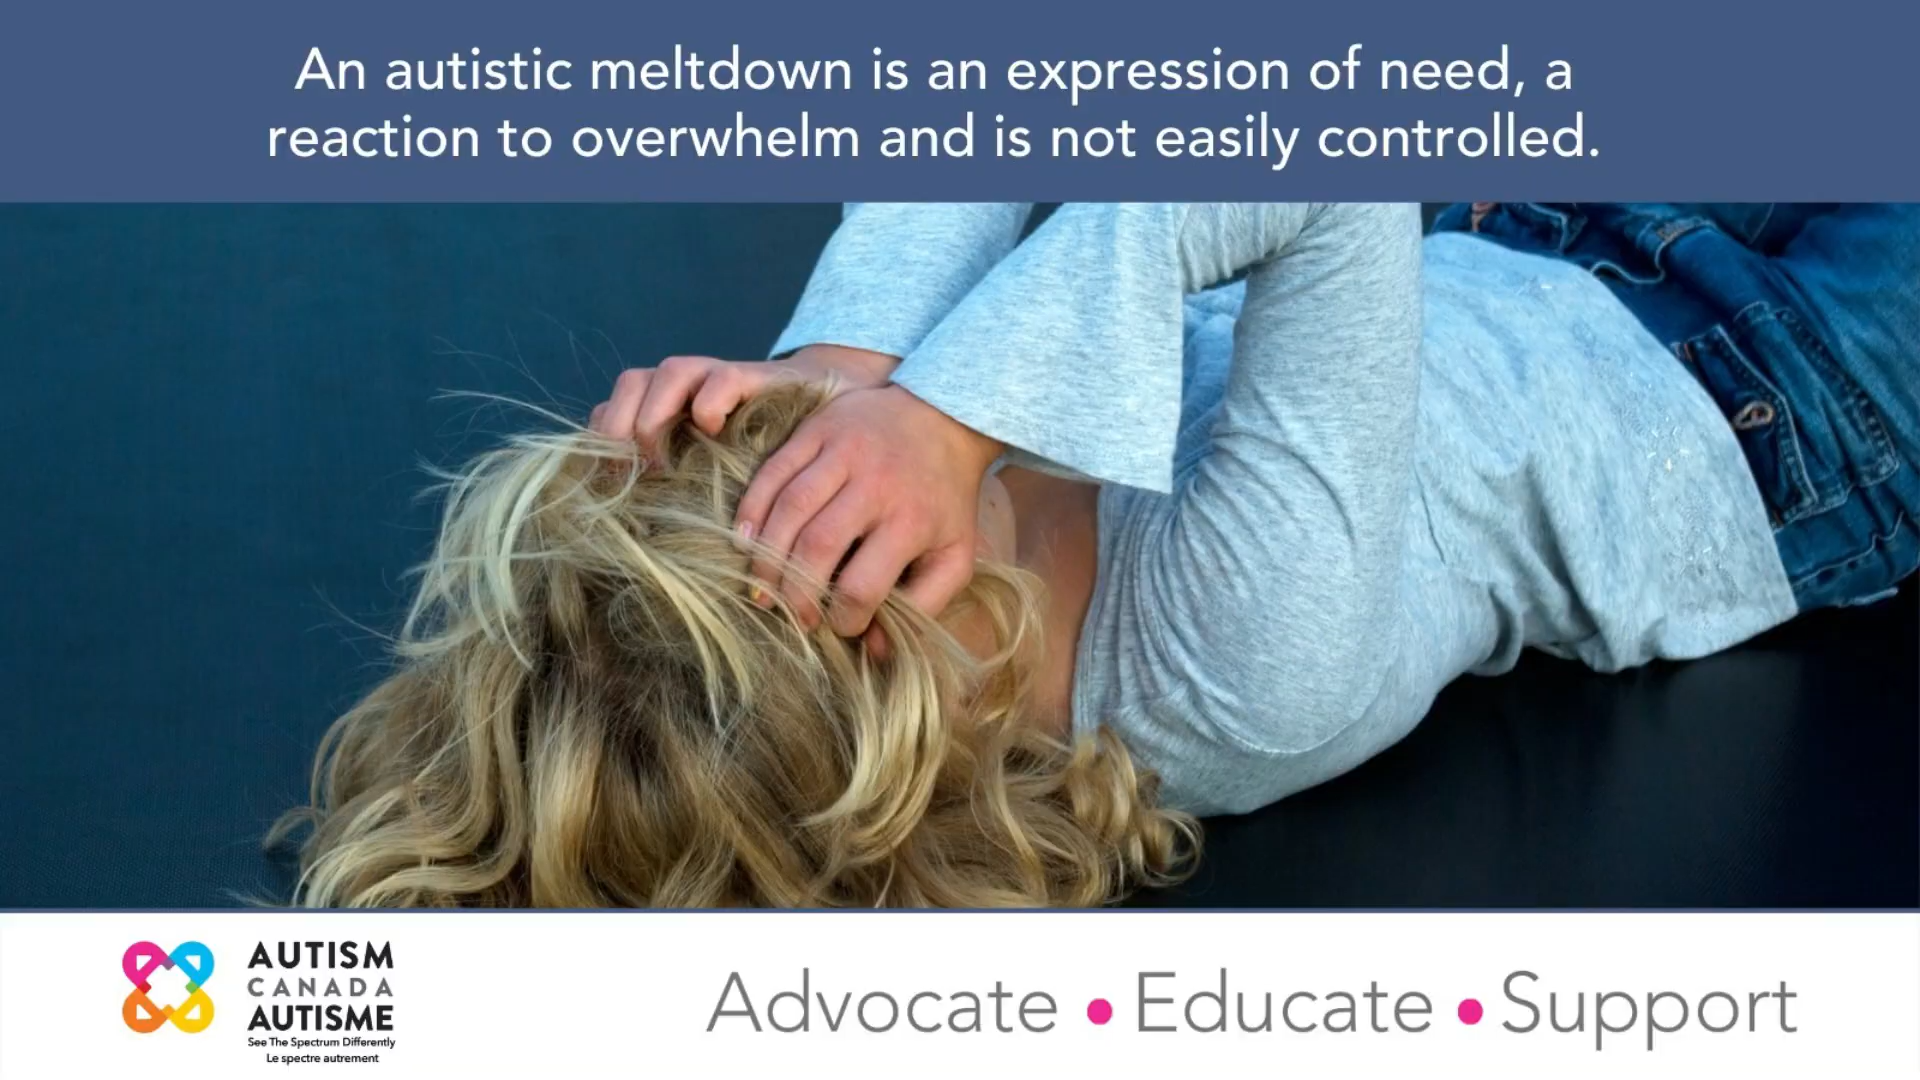 An autistic meltdown is an expression of need, a
reaction to overwhelm and is not easily controlled.
AUTISM
CANADA
AUTISME
See The Spectrum Differently
Le spectre autrement
Advocate • Educate • Support